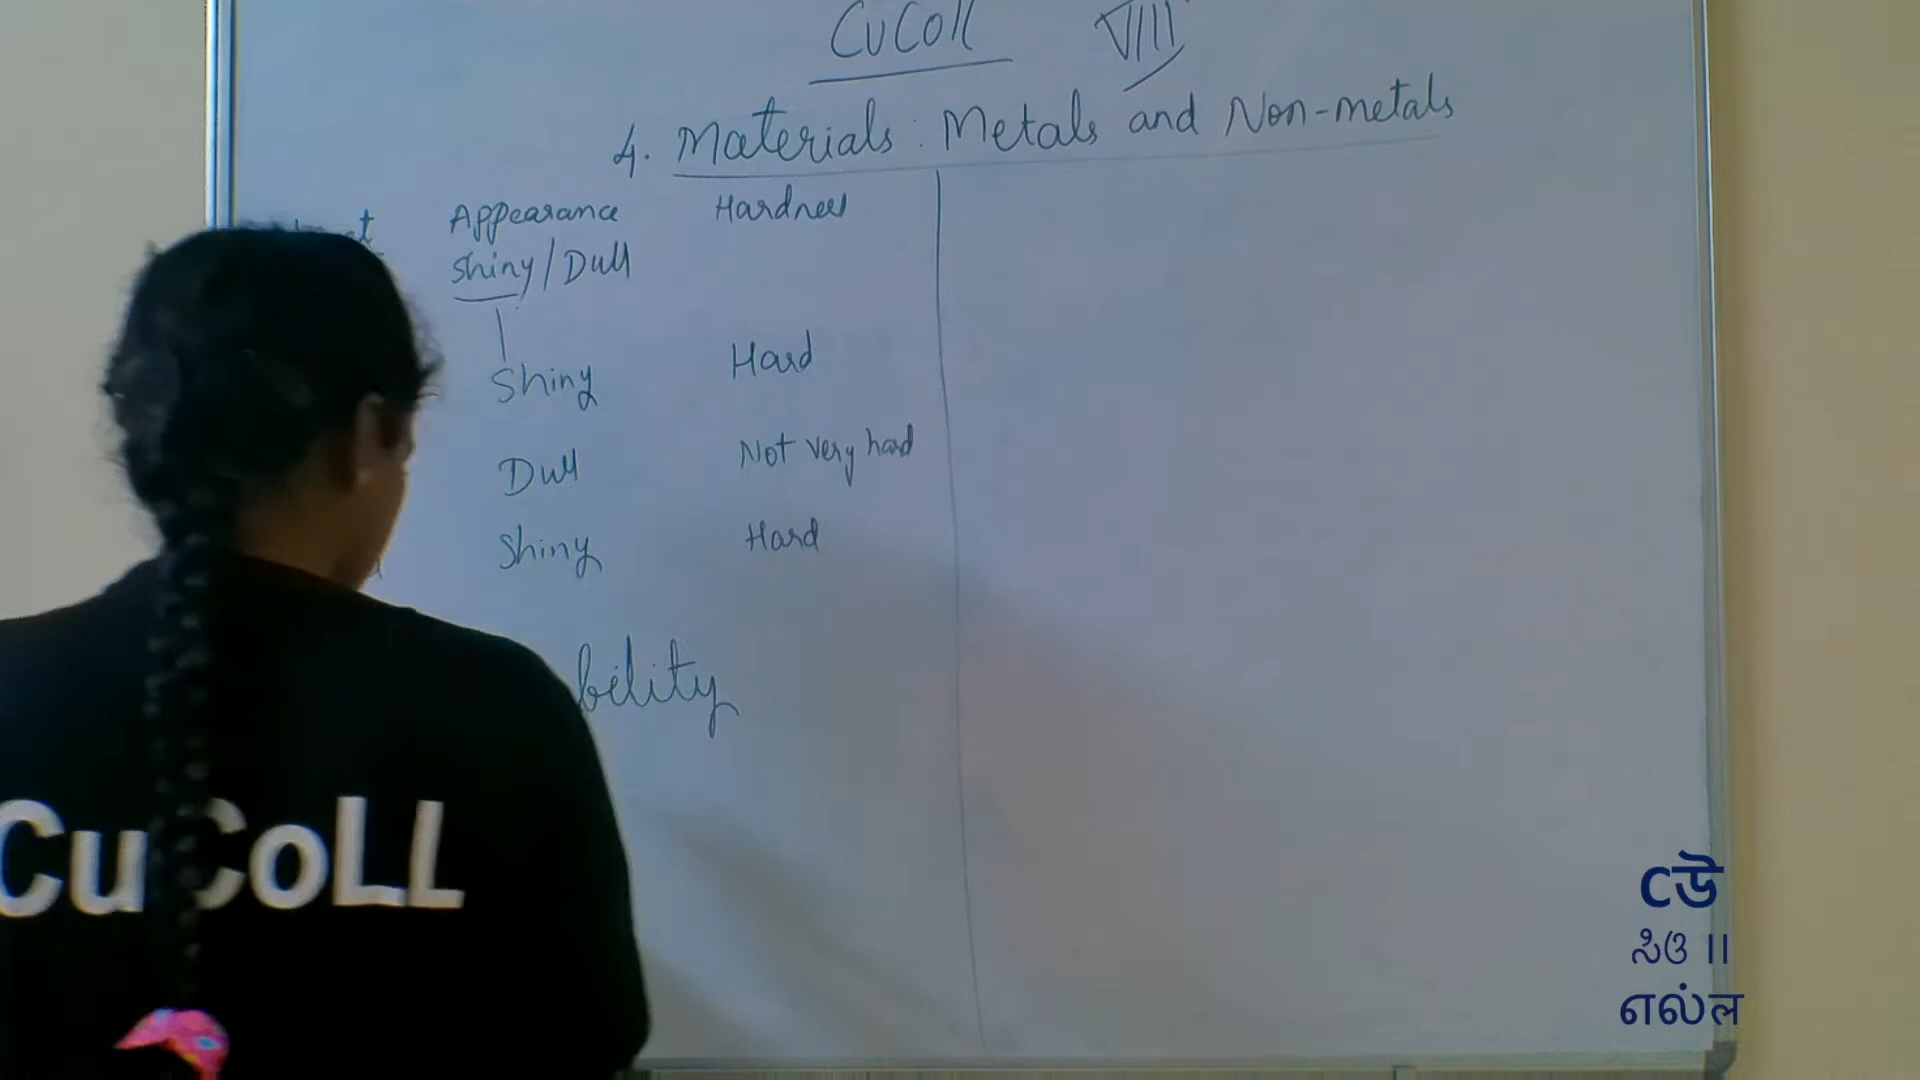 CuColl VIII
4. Materials: Metals and Non-metals
Appearance Hardness
Shiny/Dull
Shiny Hard
Dull Not very hard
Shiny Hard
bility
CuCoLL
Cউ
ಸಿಓ ॥
எல்ல